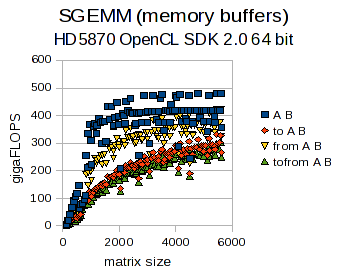 SGEMM (memory buffers)
HD5870 OpenCL SDK 2.0 64 bit
600
500
400
300
200
100
0
gigaFLOPS
0 2000 4000 6000
matrix size
A B
to A B
from A B
tofrom A B